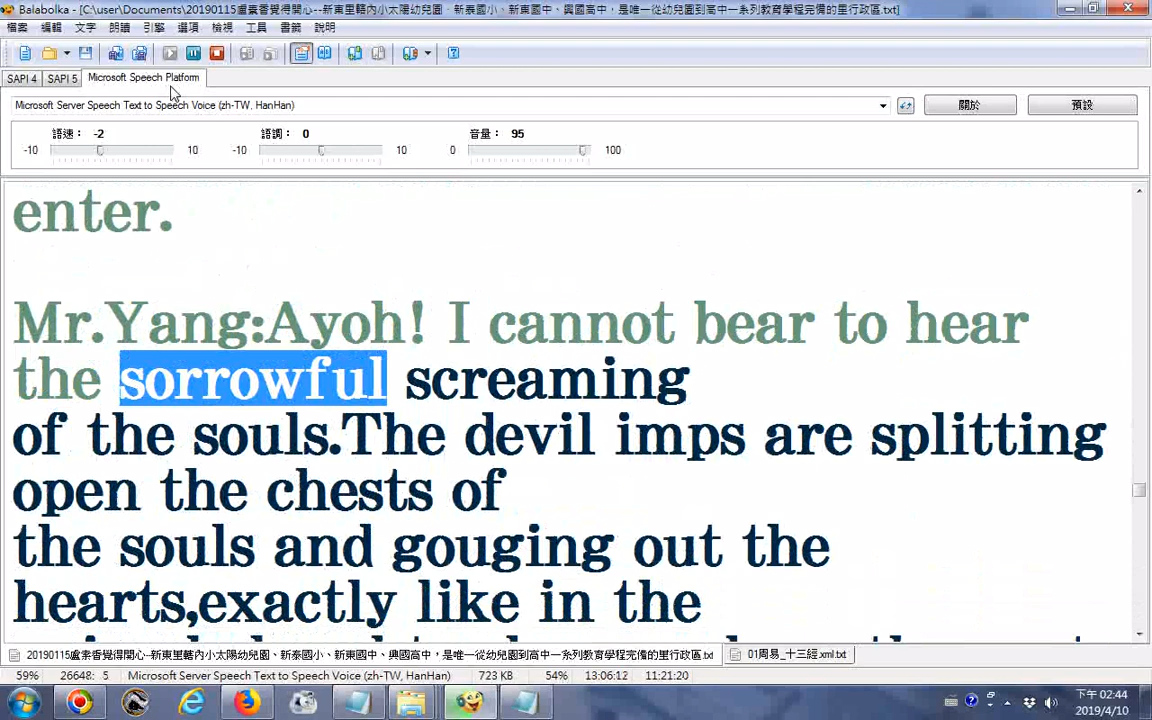 Balabolka - [C:\user\Documents\20190115盧素香覺得開心--新東里轄內小太陽幼兒園、新泰國小、新東國中、興國高中，是唯一從幼兒園到高中一系列教育學程完備的里行政區.txt]
檔案 編輯 文字 朗讀 引擎 選項 檢視 工具 書籤 說明
SAPI 4 SAPI 5 Microsoft Speech Platform
Microsoft Server Speech Text to Speech Voice (zh-TW, HanHan) 關於 預設
語速： -2 語調： 0 音量： 95
-10 10 -10 10 0 100
enter.
Mr.Yang:Ayoh! I cannot bear to hear
the sorrowful screaming
of the souls.The devil imps are splitting
open the chests of
the souls and gouging out the
hearts,exactly like in the
20190115盧素香覺得開心--新東里轄內小太陽幼兒園、新泰國小、新東國中、興國高中，是唯一從幼兒園到高中一系列教育學程完備的里行政區.txt 01周易_十三經.xml.txt
59% 26648: 5 Microsoft Server Speech Text to Speech Voice (zh-TW, HanHan) 723 KB 54% 13:06:12 11:21:20
下午 02:44
2019/4/10